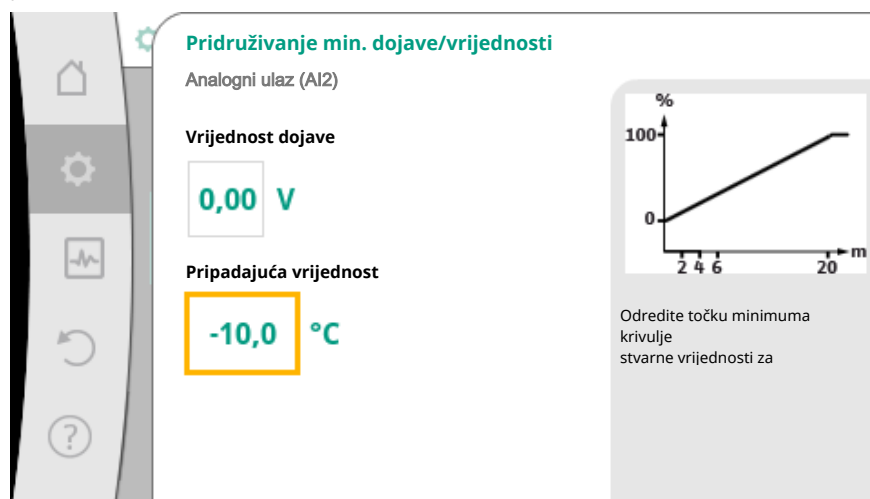 Pridruživanje min. dojave/vrijednosti
Analogni ulaz (AI2)
Vrijednost dojave
0,00 V
Pripadajuća vrijednost
-10,0 °C
%
100
0
2 4 6 20
m
Odredite točku minimuma
krivulje
stvarne vrijednosti za
?